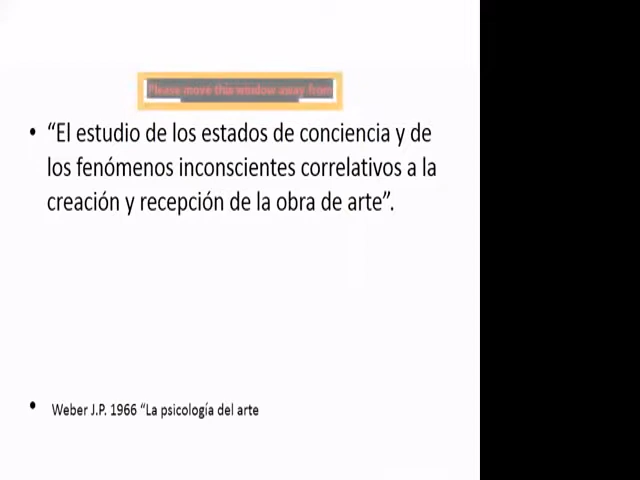 Please move this window away from
• “El estudio de los estados de conciencia y de
los fenómenos inconscientes correlativos a la
creación y recepción de la obra de arte”.
• Weber J.P. 1966 “La psicología del arte